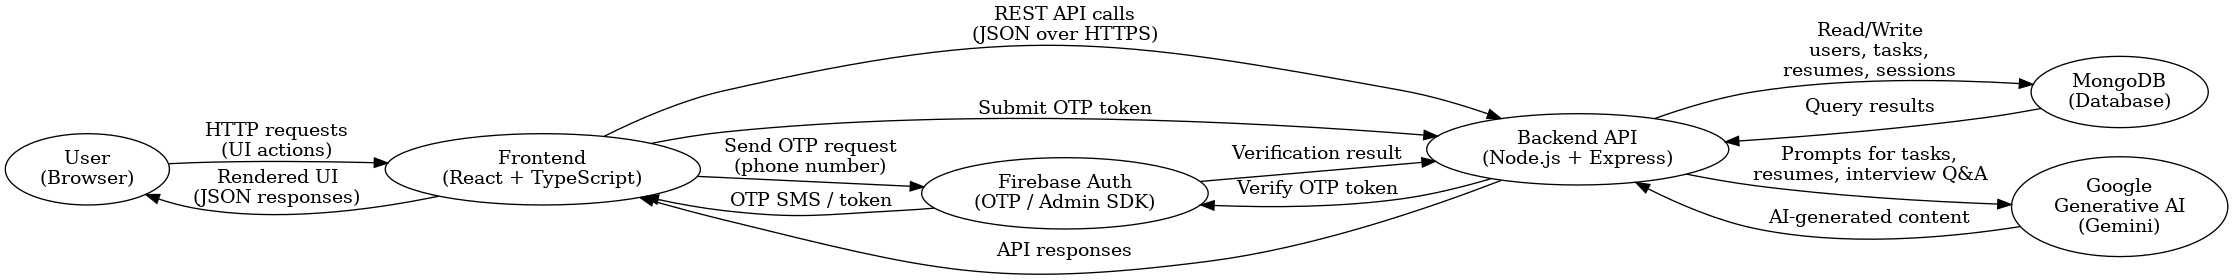 REST API calls
(JSON over HTTPS)
Read/Write
users, tasks,
resumes, sessions
MongoDB
(Database)
Submit OTP token
Query results
HTTP requests
(UI actions)
Send OTP request
(phone number)
Backend API
(Node.js + Express)
User
(Browser)
Frontend
(React + TypeScript)
Verification result
Prompts for tasks,
resumes, interview Q&A
Rendered UI
(JSON responses)
Firebase Auth
(OTP / Admin SDK)
Verify OTP token
Google
Generative AI
(Gemini)
OTP SMS / token
AI-generated content
API responses